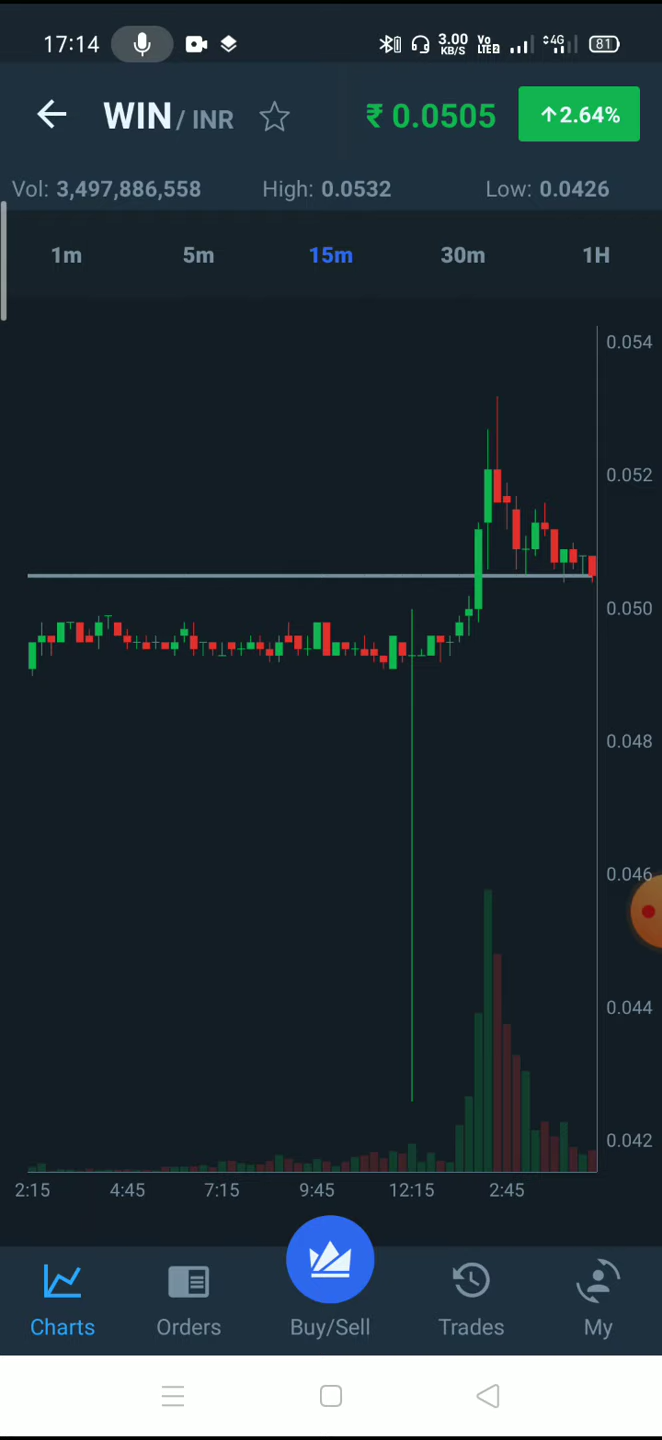 17:14 3.00 KB/S Vo LTE2 4G 81
WIN / INR ₹ 0.0505 ↑2.64%
Vol: 3,497,886,558 High: 0.0532 Low: 0.0426
1m 5m 15m 30m 1H
0.054
0.052
0.050
0.048
0.046
0.044
0.042
2:15 4:45 7:15 9:45 12:15 2:45
Charts Orders Buy/Sell Trades My